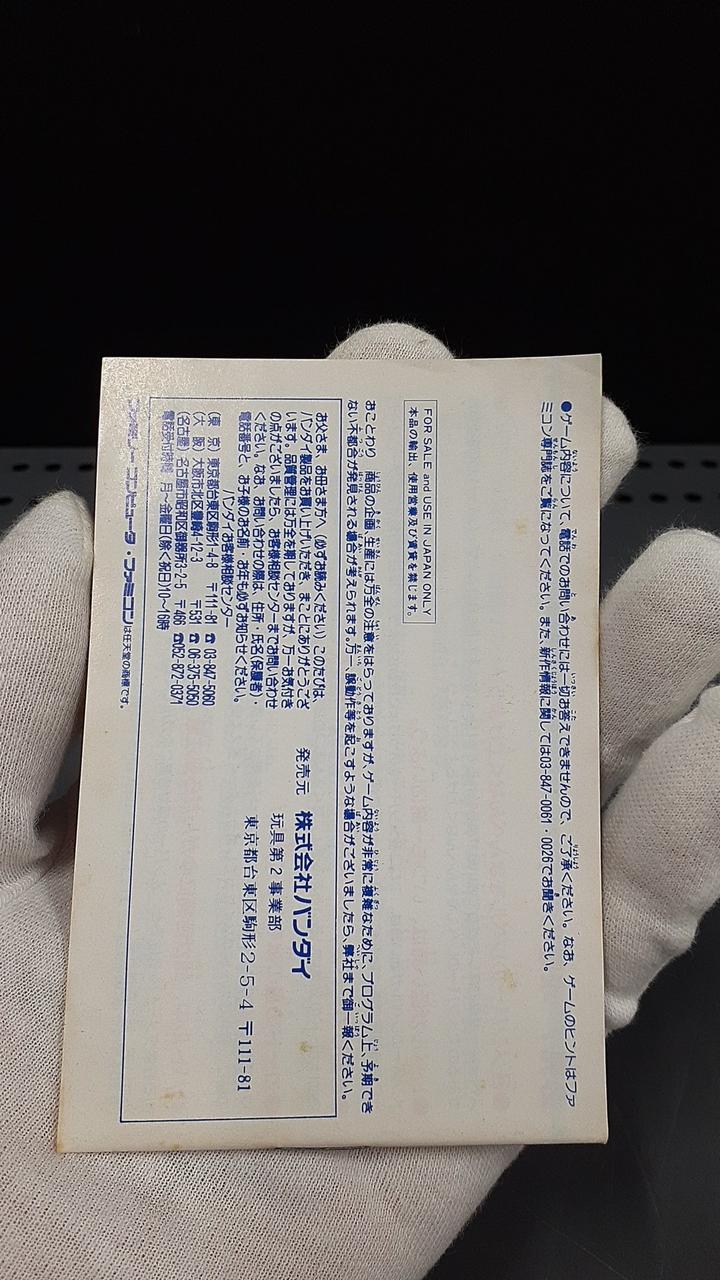 ●ゲーム内容について、電話でのお問い合わせには一切お答えできませんので、ご了承ください。なお、ゲームのヒントはファ
ミコン専門誌をご覧になってください。また、新作情報に関しては03-847-0061・0026でお聞きください。
FOR SALE and USE IN JAPAN ONLY
本品の輸出、使用営業及び賃貸を禁じます。
おことわり 商品の企画、生産には万全の注意をはらっておりますが、ゲーム内容が非常に複雑なために、プログラム上、予期でき
ない不都合が発見される場合が考えられます。万一、誤動作等を起こすような場合がございましたら、弊社まで御一報ください。
お父さま、お母さま方へ(必ずお読みください) このたびは、
バンダイ製品をお買い上げいただき、まことにありがとうござ
います。品質管理には万全を期しておりますが、万一お気付き
の点がございましたら、お客様相談センターまでお問い合わせ
ください。なお、お問い合わせの際は、住所・氏名(保護者)・
電話番号と、お子様のお名前・お年も必ずお知らせください。
バンダイお客様相談センター
(東 京) 東京都台東区駒形1-4-8 〒111-81 ☎ 03-847-5060
(大 阪) 大阪市北区豊崎4-12-3 〒531 ☎ 06-375-5050
(名古屋) 名古屋市昭和区御器所3-2-5 〒466 ☎052-872-0371
電話受付時間 月〜金曜日(除く祝日)10〜16時
発売元 株式会社バンダイ
玩具第2事業部
東京都台東区駒形2-5-4 〒111-81
ファミリーコンピュータ・ファミコンは任天堂の商標です。